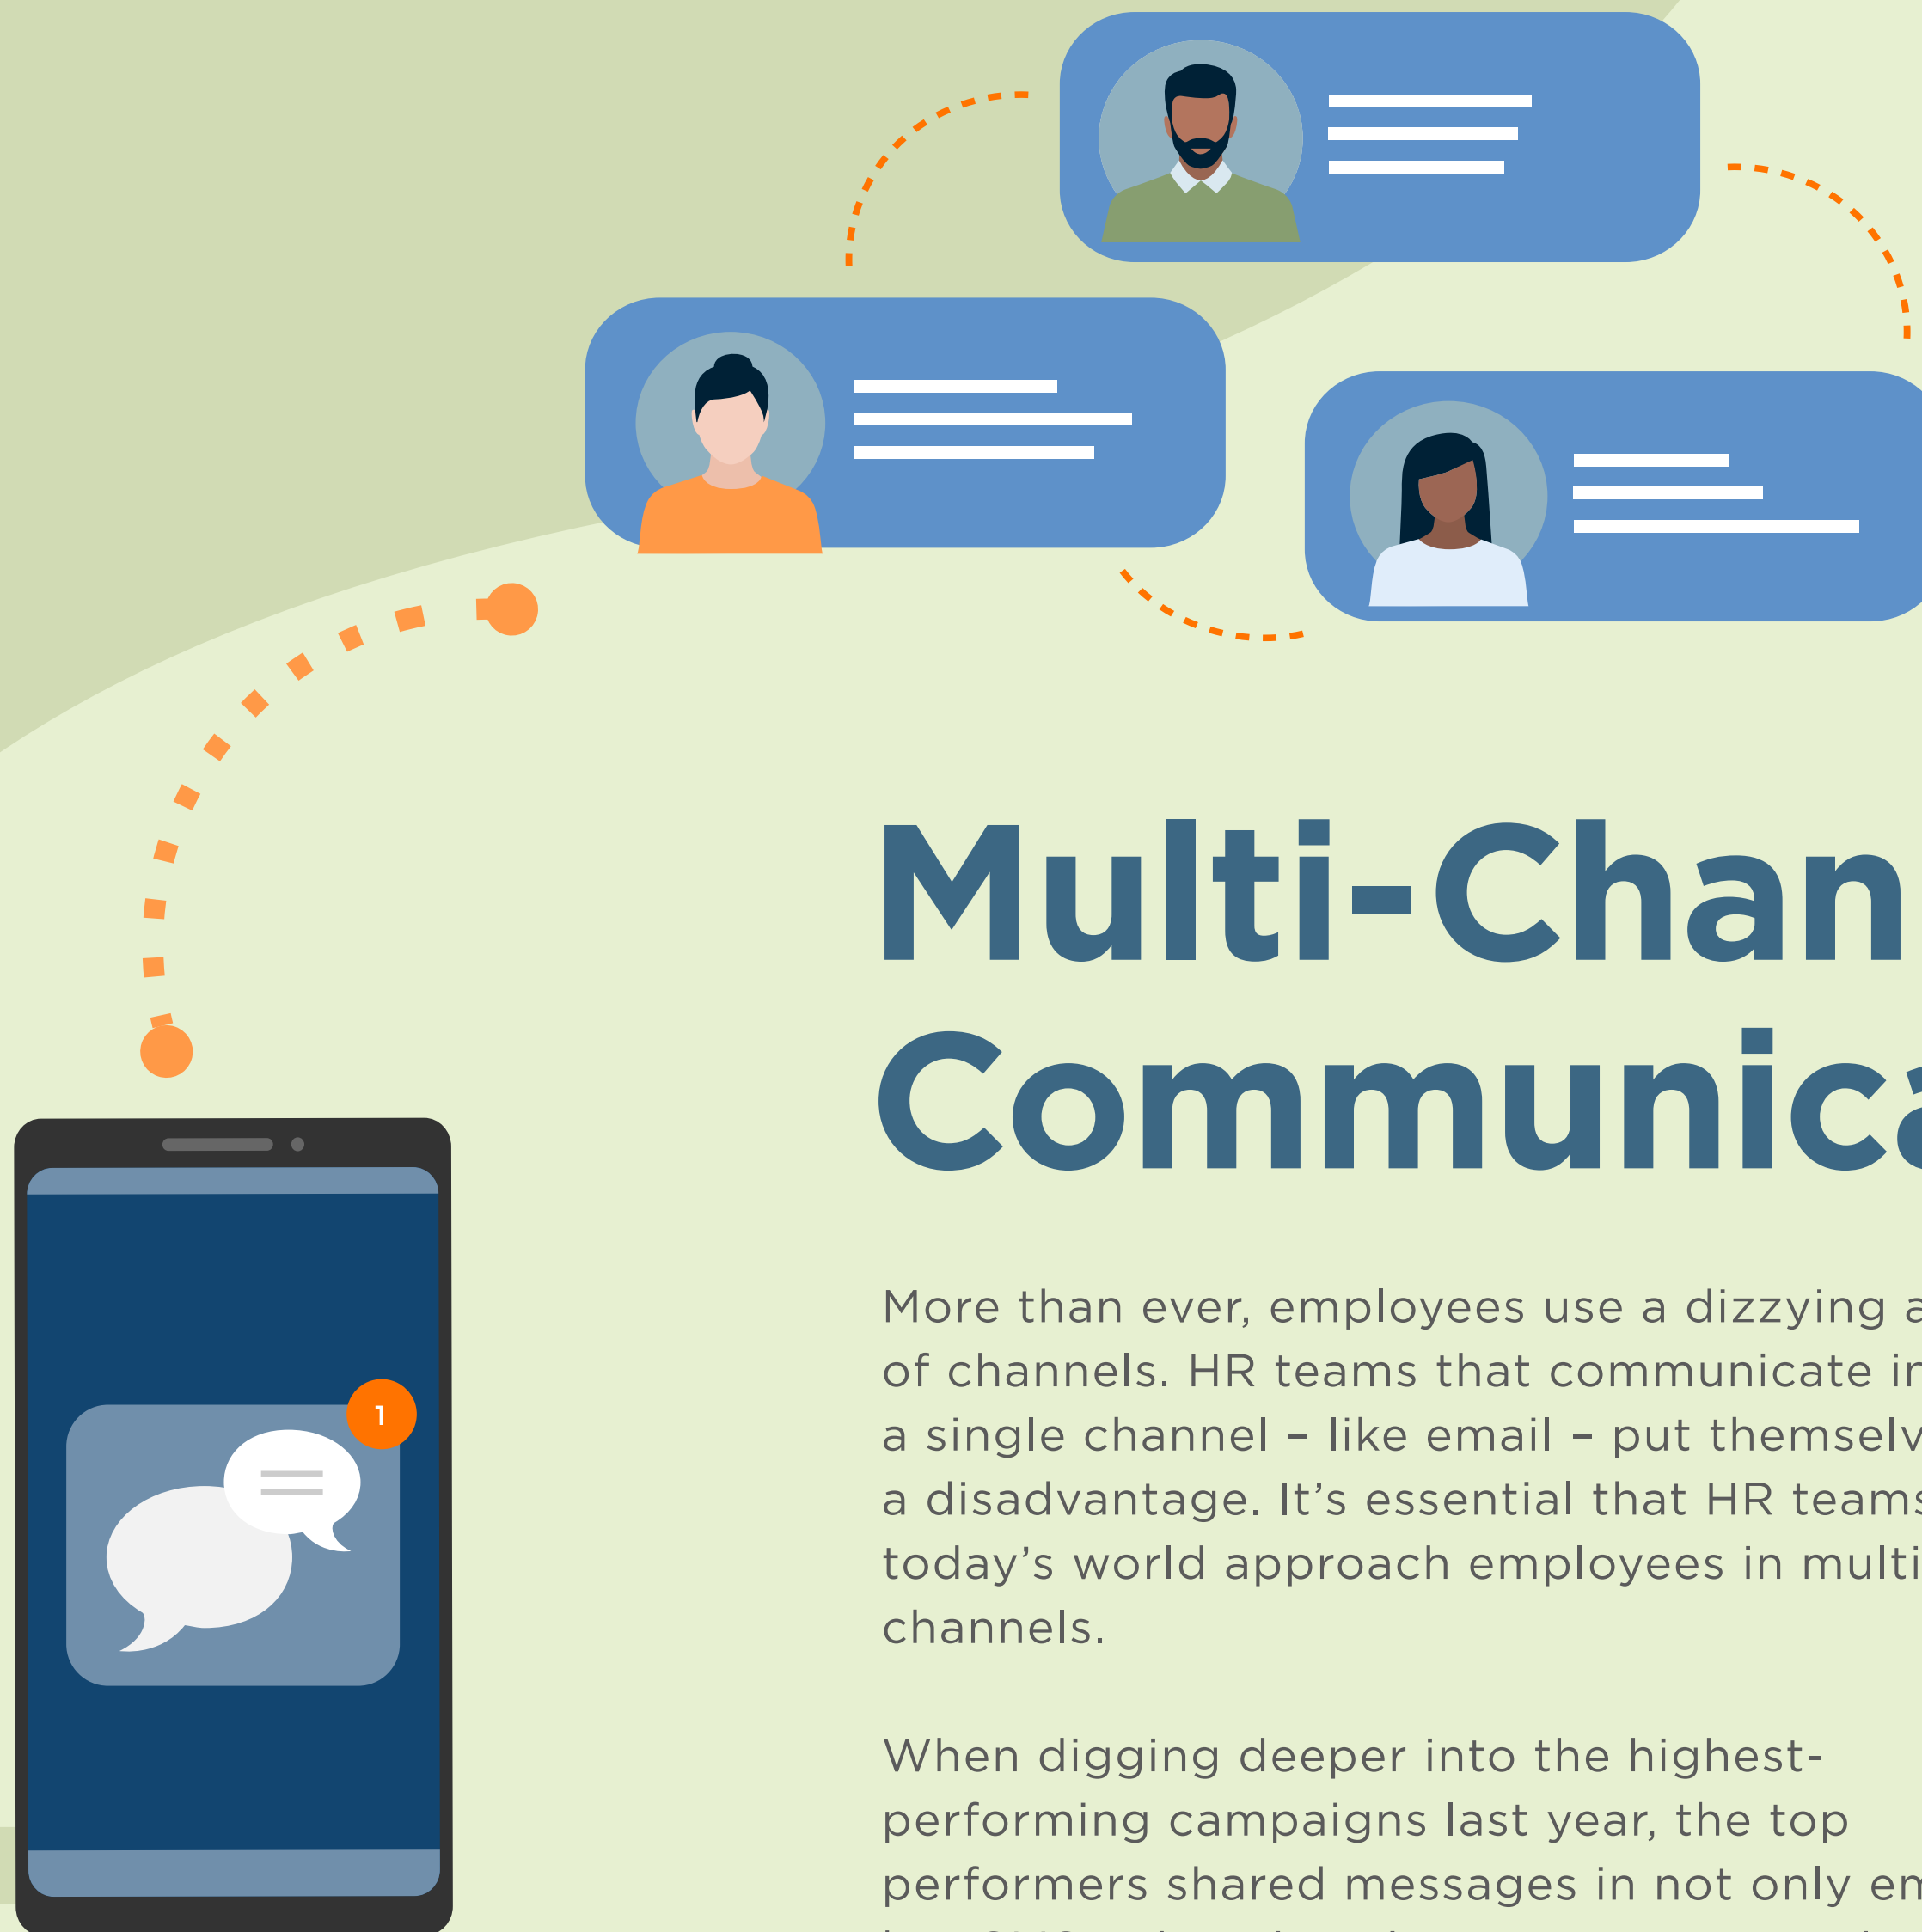 Multi-Chan
Communica
More than ever, employees use a dizzying a
of channels. HR teams that communicate in
a single channel – like email – put themselv
a disadvantage. It’s essential that HR teams
today’s world approach employees in multi
channels.
When digging deeper into the highest-
performing campaigns last year, the top
performers shared messages in not only em
1